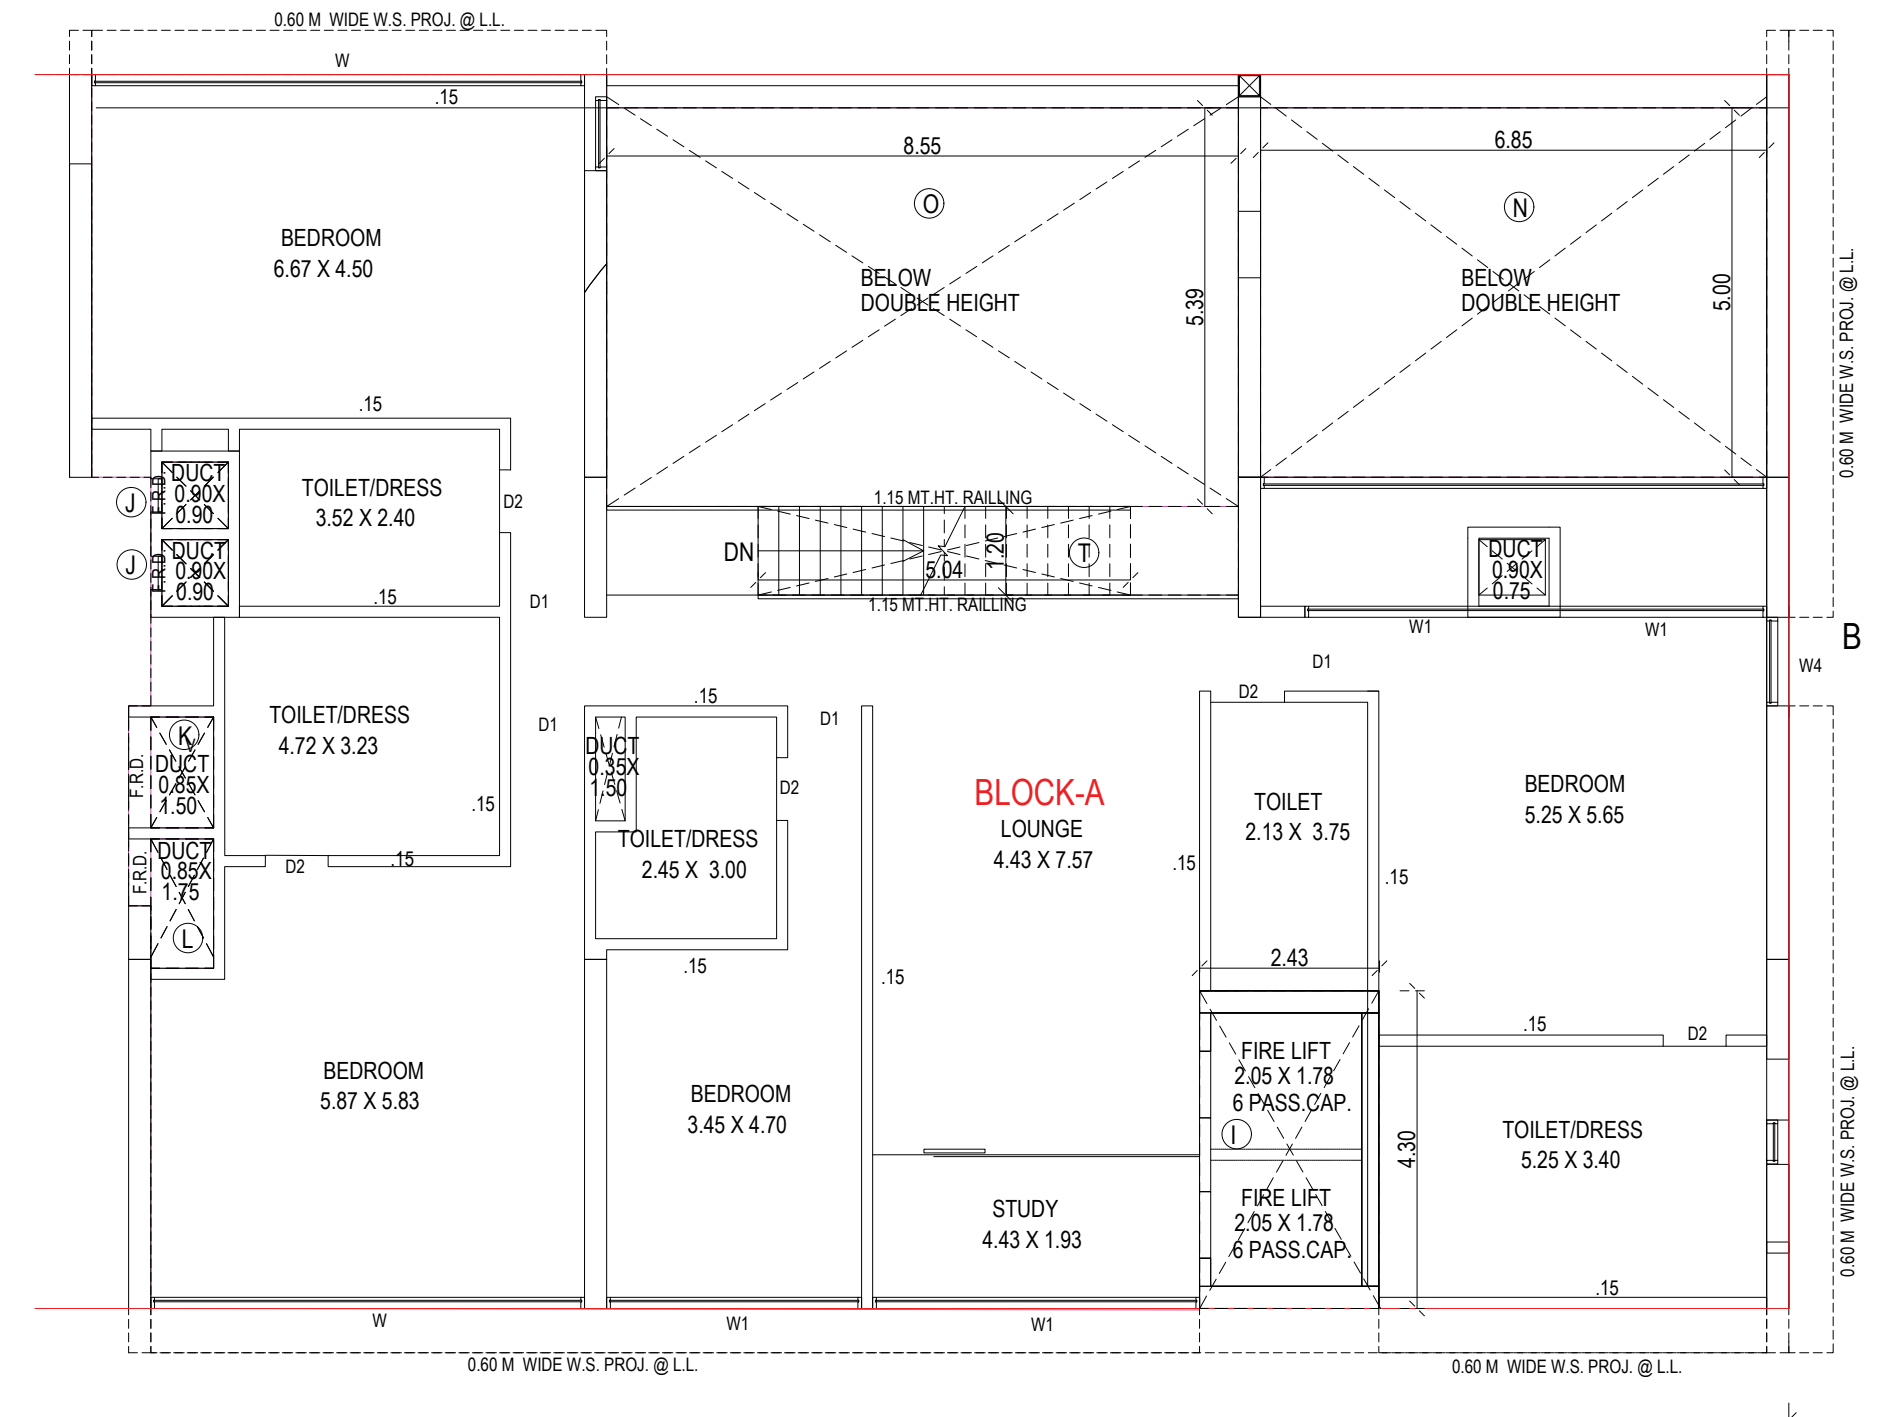 0.60 M  WIDE W.S. PROJ. @ L.L.
W
.15
8.55
6.85
O
N
BEDROOM
6.67 X 4.50
BELOW
DOUBLE HEIGHT
5.39
BELOW
DOUBLE HEIGHT
5.00
0.60 M  WIDE W.S. PROJ. @ L.L.
.15
DUCT
0.90X
0.90
F.R.D.
J
TOILET/DRESS
3.52 X 2.40
D2
1.15 MT.HT. RAILLING
DN
5.04
1.20
T
1.15 MT.HT. RAILLING
J
F.R.D.
DUCT
0.90X
0.90
.15
D1
DUCT
0.90X
0.75
W1
W1
B
W4
D1
D2
.15
D1
D1
TOILET/DRESS
4.72 X 3.23
K
DUCT
0.85X
1.50
F.R.D.
.15
DUCT
0.35X
1.50
D2
BLOCK-A
LOUNGE
4.43 X 7.57
TOILET
2.13 X  3.75
BEDROOM
5.25 X 5.65
TOILET/DRESS
2.45 X  3.00
F.R.D.
DUCT
0.85X
1.75
L
D2
.15
.15
.15
.15
.15
2.43
BEDROOM
5.87 X 5.83
BEDROOM
3.45 X 4.70
FIRE LIFT
2.05 X 1.78
6 PASS.CAP.
I
FIRE LIFT
2.05 X 1.78
6 PASS.CAP.
4.30
.15
D2
TOILET/DRESS
5.25 X 3.40
0.60 M  WIDE W.S. PROJ. @ L.L.
STUDY
4.43 X 1.93
.15
W
W1
W1
0.60 M  WIDE W.S. PROJ. @ L.L.
0.60 M  WIDE W.S. PROJ. @ L.L.